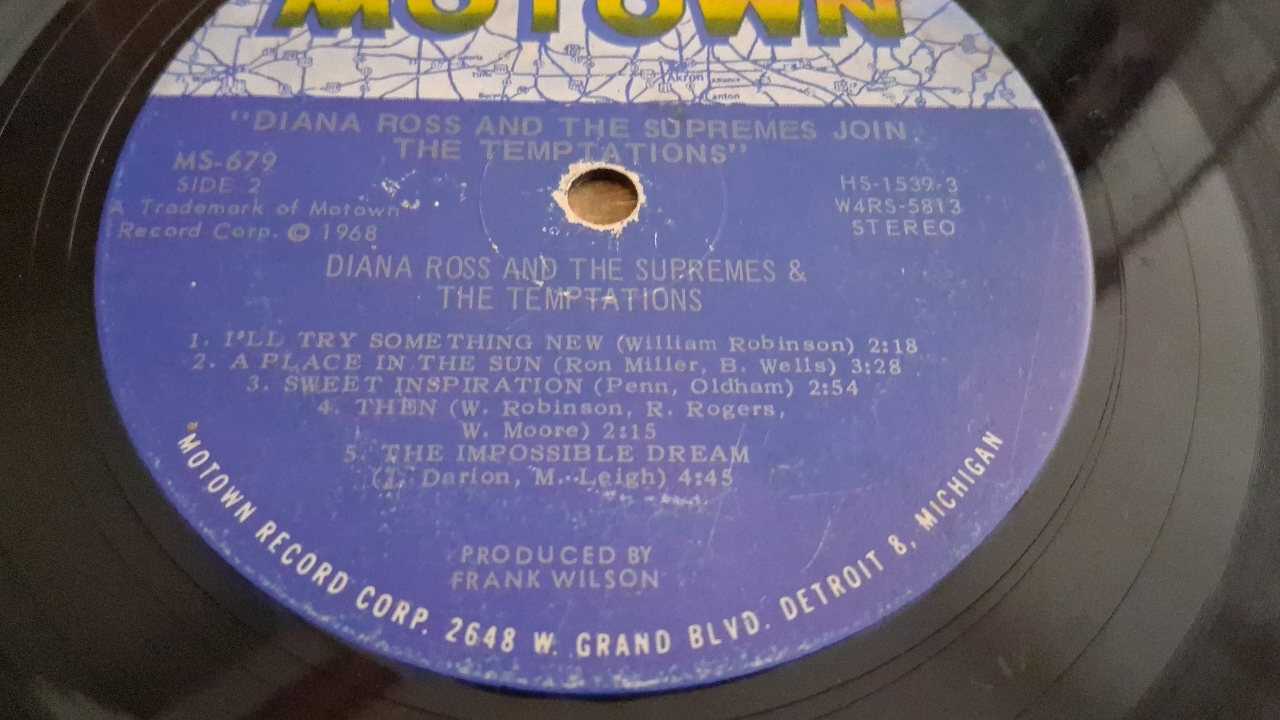 MOTOWN
Akron
"DIANA ROSS AND THE SUPREMES JOIN
THE TEMPTATIONS"
MS-679
SIDE 2
A Trademark of Motown
Record Corp. © 1968
HS-1539-3
W4RS-5813
STEREO
DIANA ROSS AND THE SUPREMES &
THE TEMPTATIONS
1. I'LL TRY SOMETHING NEW (William Robinson) 2:18
2. A PLACE IN THE SUN (Ron Miller, B. Wells) 3:28
3. SWEET INSPIRATION (Penn, Oldham) 2:54
4. THEN (W. Robinson, R. Rogers,
W. Moore) 2:15
5. THE IMPOSSIBLE DREAM
(J. Darion, M. Leigh) 4:45
PRODUCED BY
FRANK WILSON
MOTOWN RECORD CORP. 2648 W. GRAND BLVD. DETROIT 8, MICHIGAN